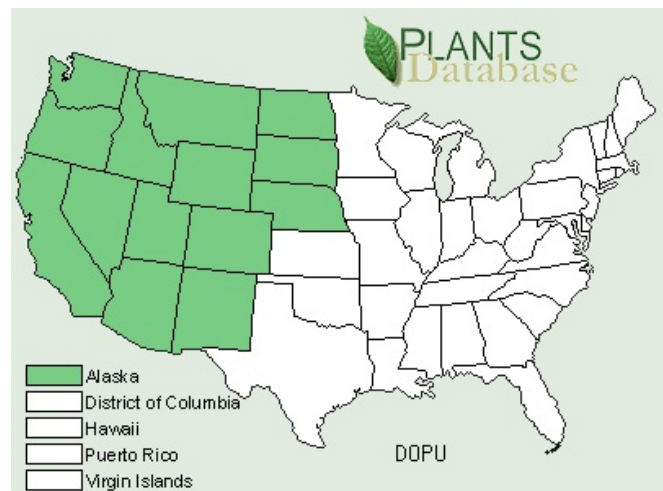 PLANTS
Database
Alaska
District of Columbia
Hawaii
Puerto Rico
Virgin Islands
DOPU